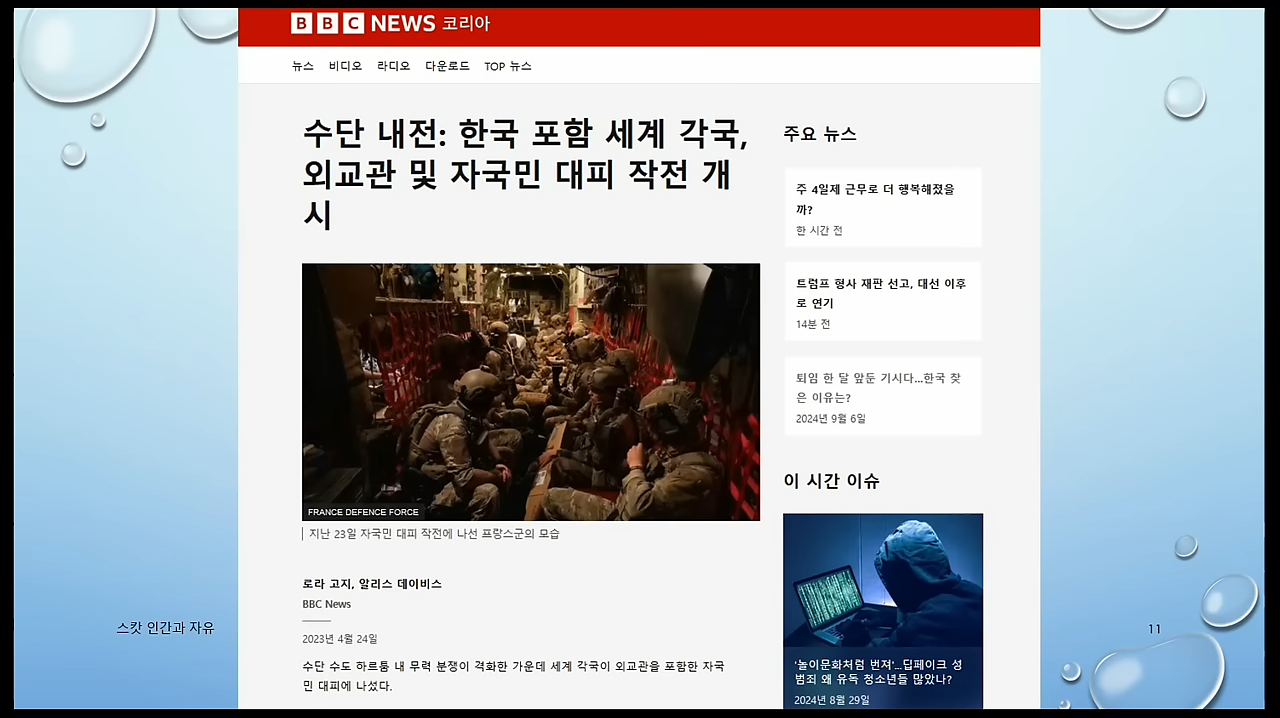 BBC NEWS 코리아
뉴스 비디오 라디오 다운로드 TOP 뉴스
수단 내전: 한국 포함 세계 각국,
외교관 및 자국민 대피 작전 개
시
FRANCE DEFENCE FORCE
지난 23일 자국민 대피 작전에 나선 프랑스군의 모습
로라 고지, 알리스 데이비스
BBC News
2023년 4월 24일
수단 수도 하르툼 내 무력 분쟁이 격화한 가운데 세계 각국이 외교관을 포함한 자국
민 대피에 나섰다.
주요 뉴스
주 4일제 근무로 더 행복해졌을
까?
한 시간 전
트럼프 형사 재판 선고, 대선 이후
로 연기
14분 전
퇴임 한 달 앞둔 기시다...한국 찾
은 이유는?
2024년 9월 6일
이 시간 이슈
'놀이문화처럼 번져'...딥페이크 성
범죄 왜 유독 청소년들 많았나?
2024년 8월 29일
스캇 인간과 자유
11